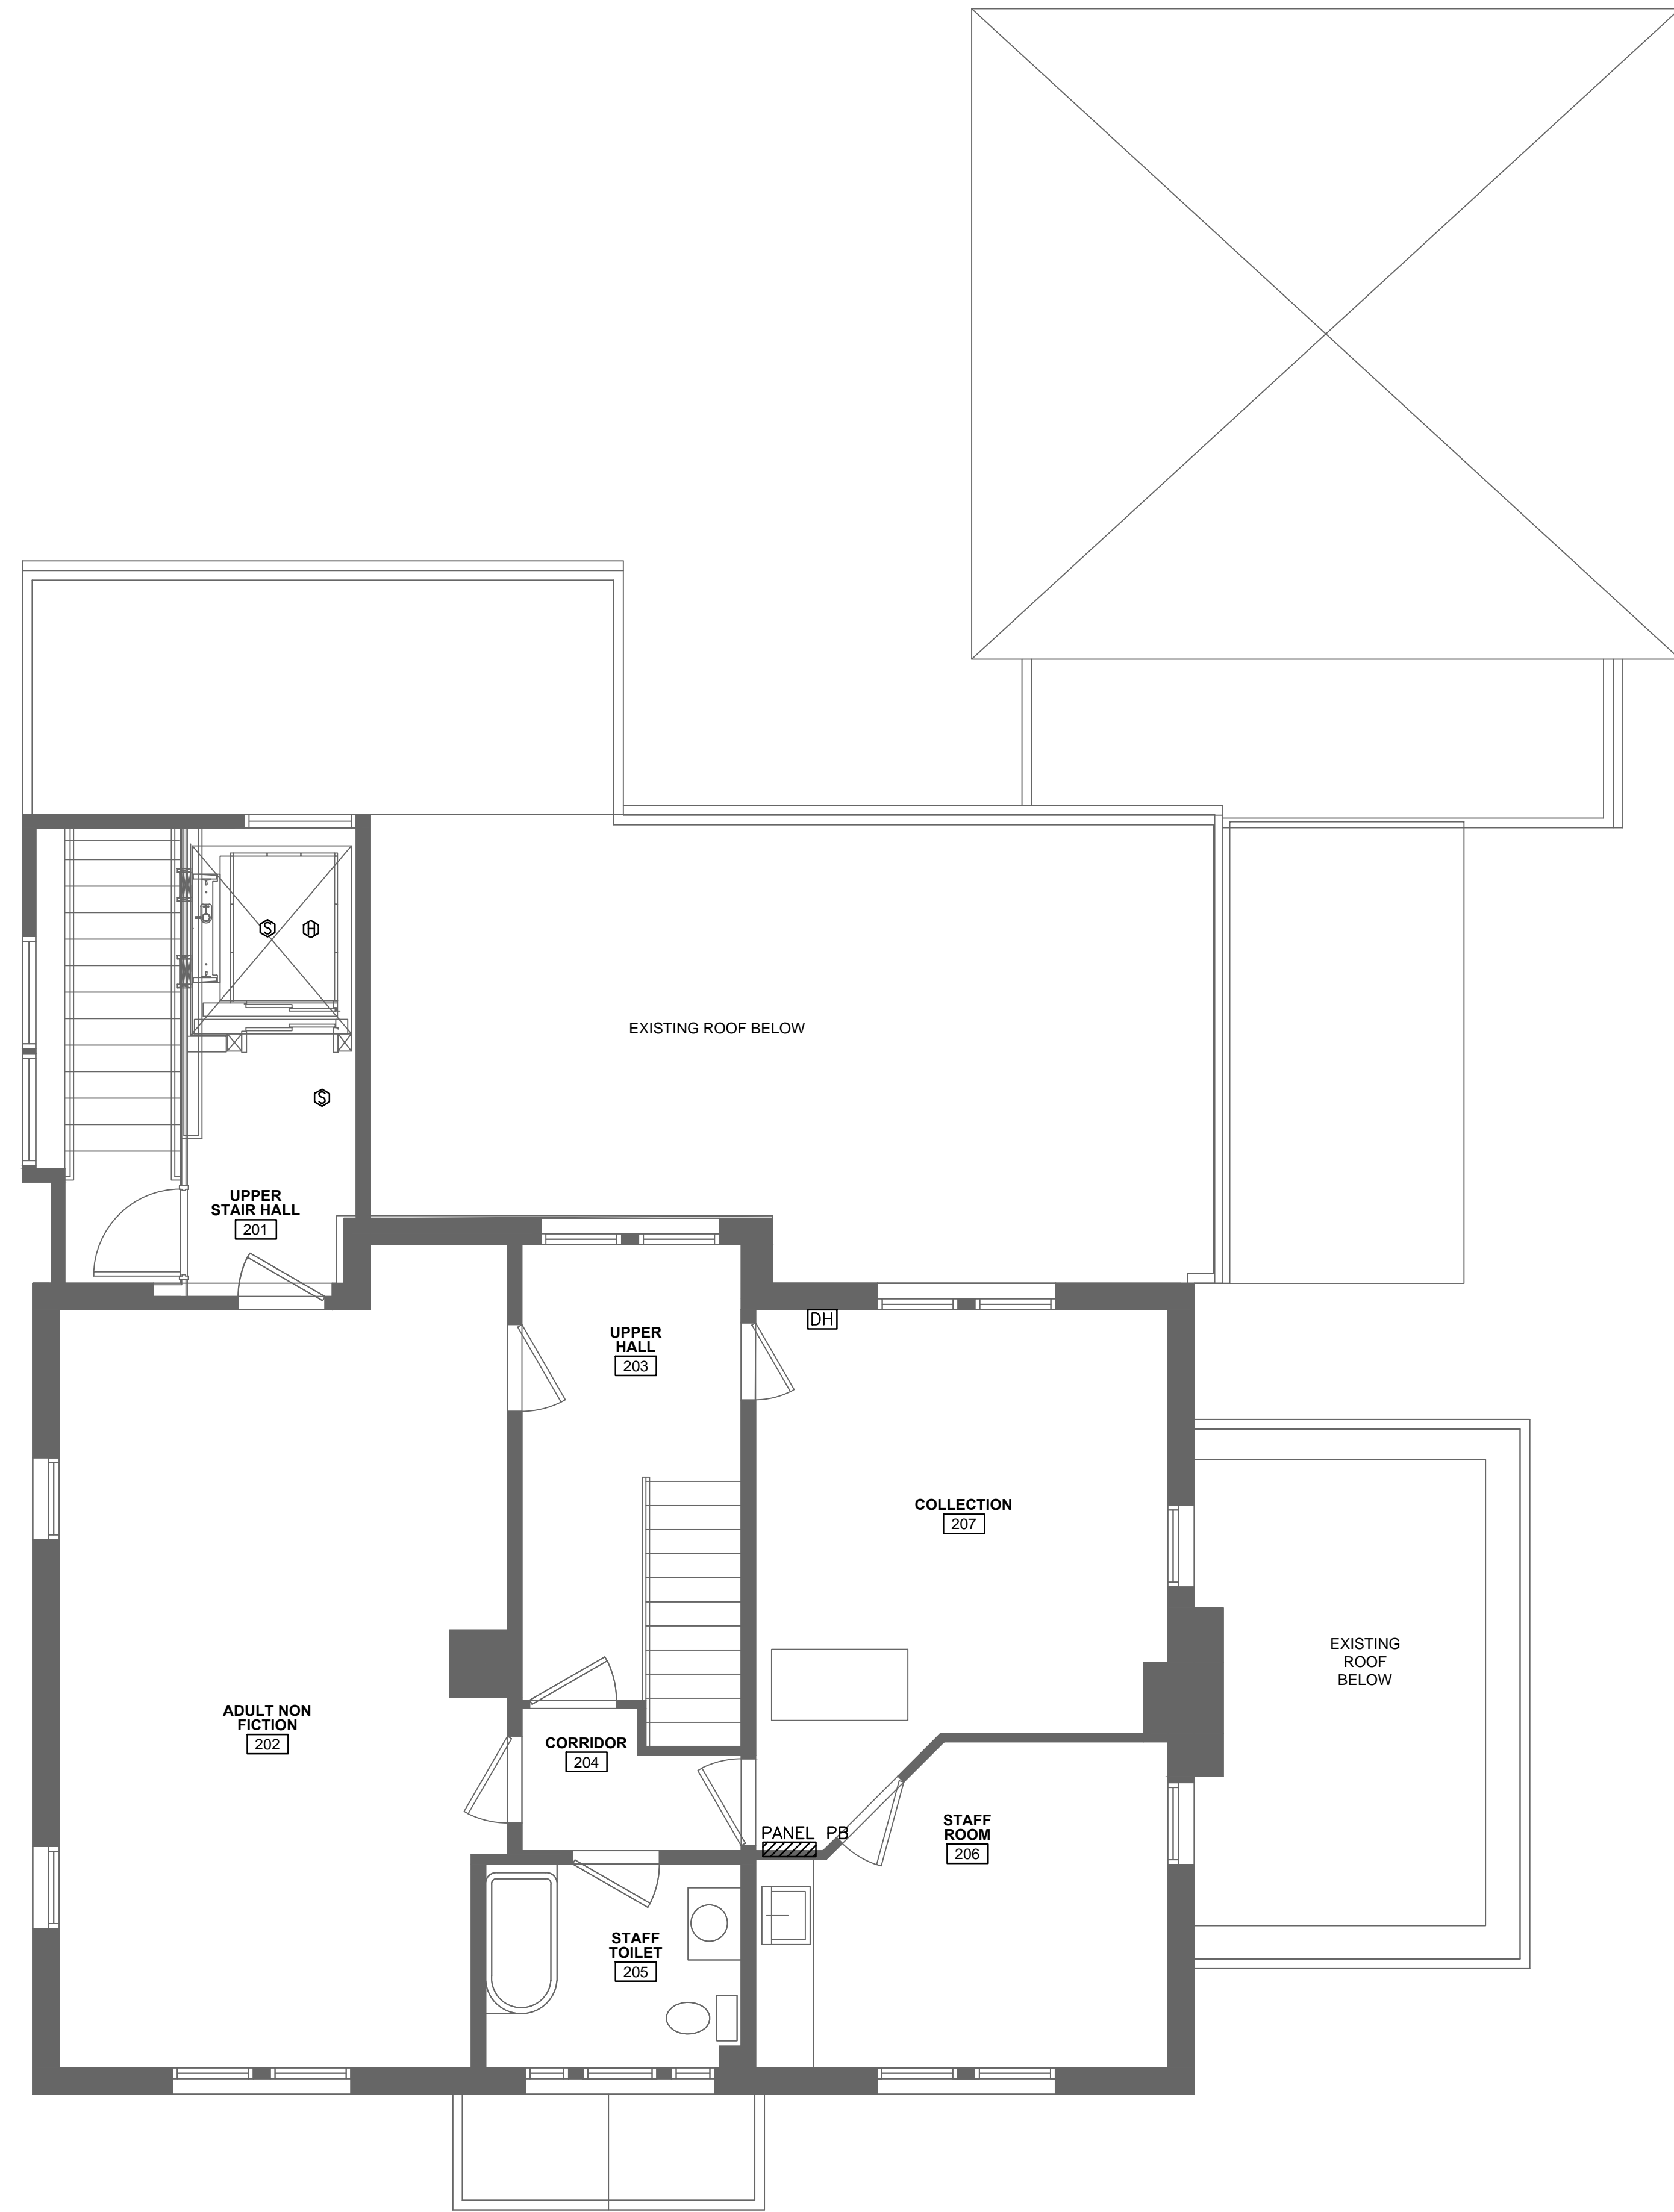 S
H
EXISTING ROOF BELOW
S
UPPER
STAIR HALL
201
DH
UPPER
HALL
203
COLLECTION
207
EXISTING
ROOF
BELOW
ADULT NON
FICTION
202
CORRIDOR
204
STAFF
ROOM
206
PANEL PB
STAFF
TOILET
205